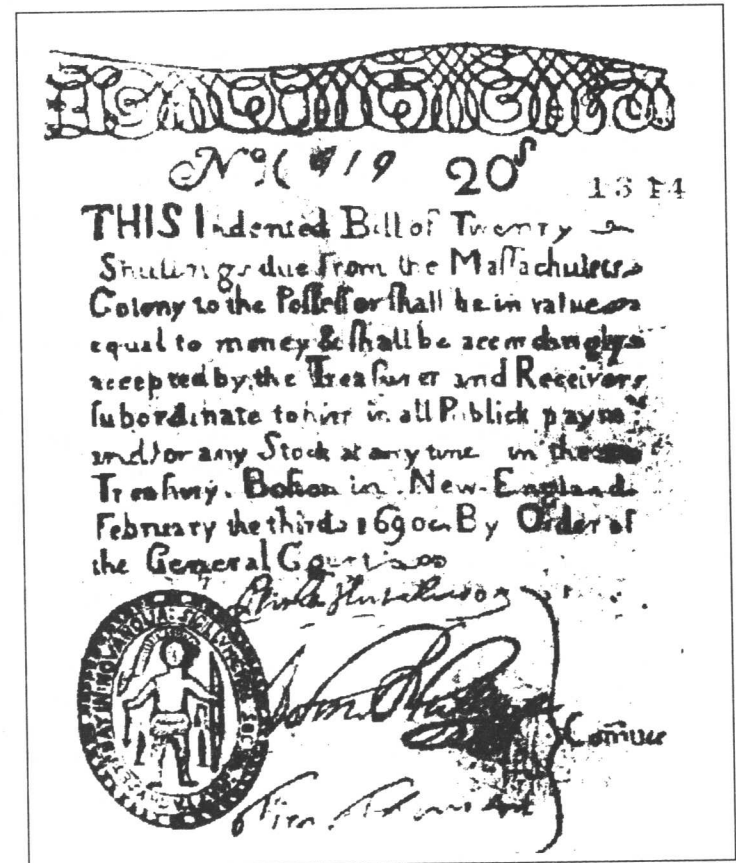 Nº 20ˢ
THIS Indented Bill of Twenty
Shillings due from the Maſſachuſets
Colony to the Poſſeſſor ſhall be in value
equal to money & ſhall be accordingly
accepted by the Treaſurer and Receivers
ſubordinate to him in all Publick paymᵗˢ
and for any Stock at any time in the
Treaſury. Boſton in New-England
February the third 1690 By Order of
the General Court
Comᵗᵉᵉ